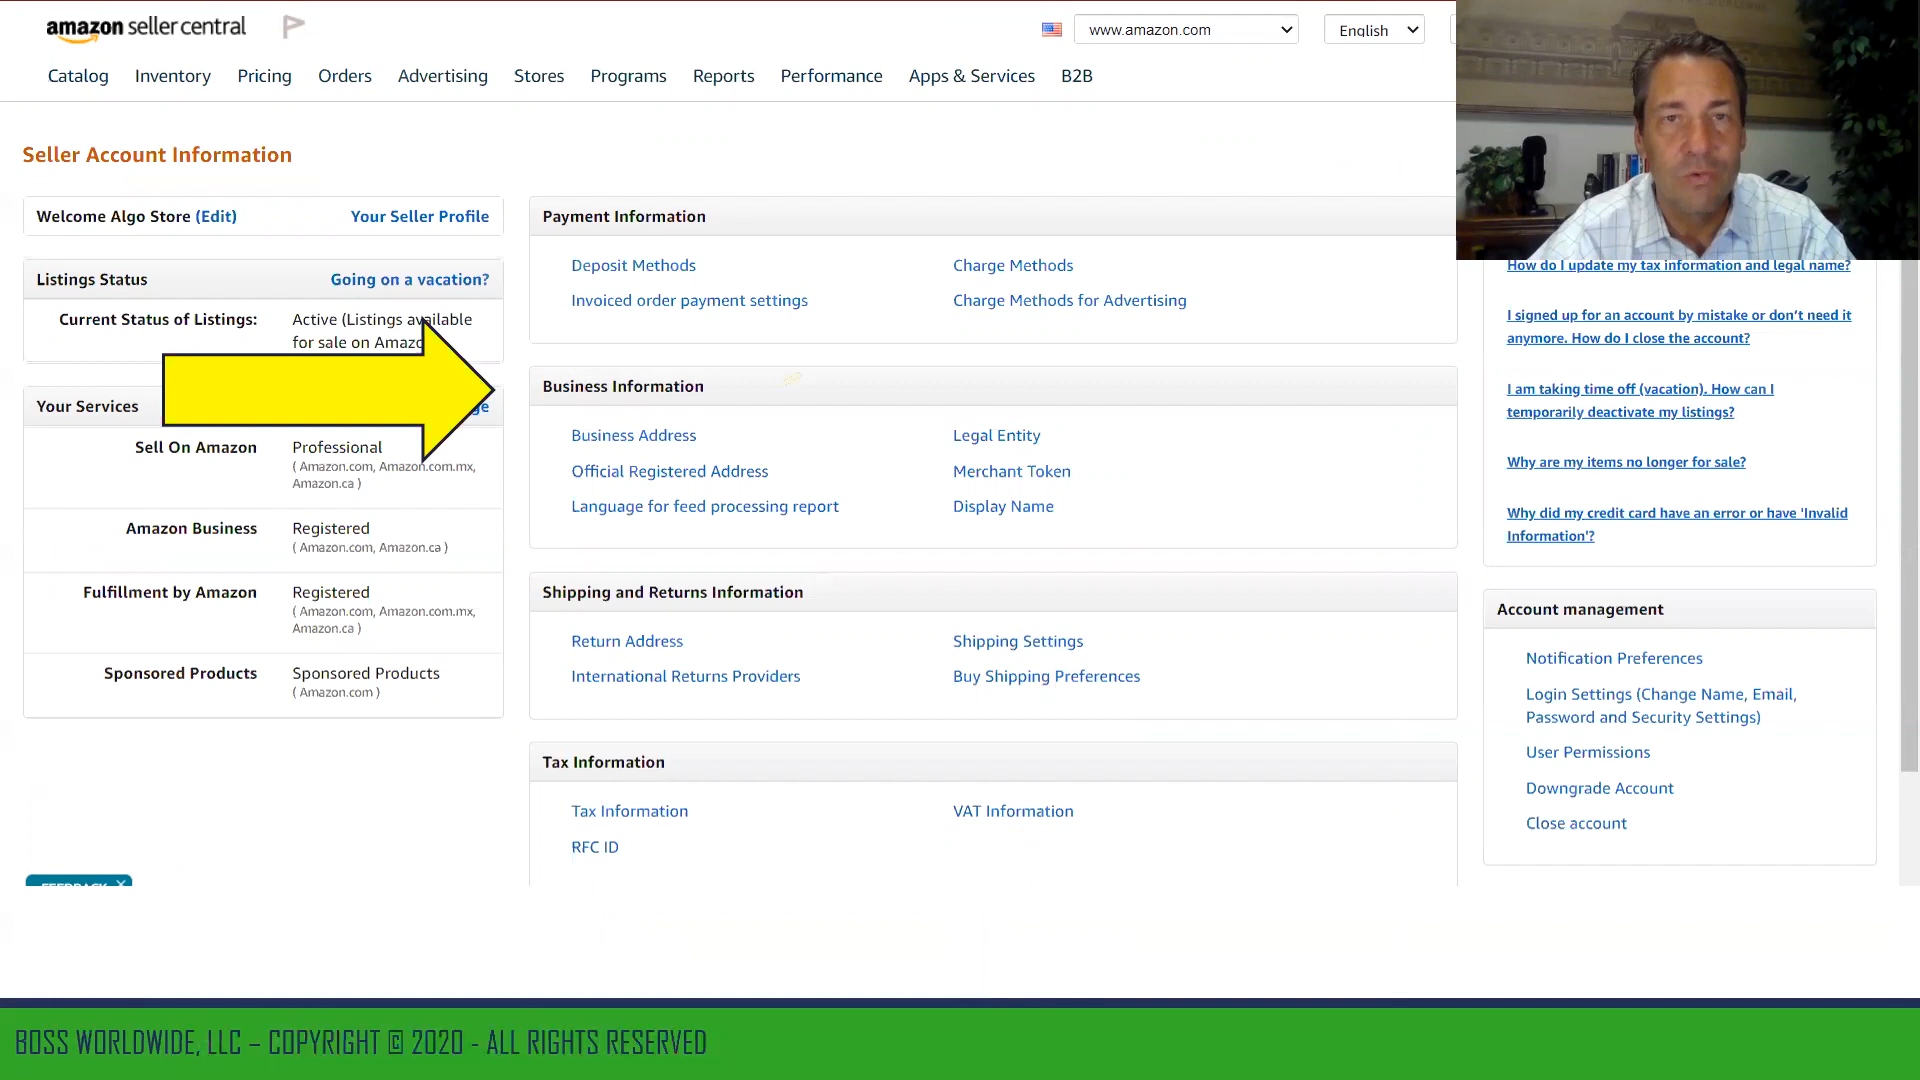 amazon seller central
www.amazon.com
English
Catalog Inventory Pricing Orders Advertising Stores Programs Reports Performance Apps & Services B2B
Seller Account Information
Welcome Algo Store (Edit)
Your Seller Profile
Listings Status
Going on a vacation?
Current Status of Listings:
Active (Listings available
for sale on Amazo
Your Services
Sell On Amazon
Professional
( Amazon.com, Amazon.com.mx,
Amazon.ca )
Amazon Business
Registered
( Amazon.com, Amazon.ca )
Fulfillment by Amazon
Registered
( Amazon.com, Amazon.com.mx,
Amazon.ca )
Sponsored Products
Sponsored Products
( Amazon.com )
FEEDBACK
Payment Information
Deposit Methods
Charge Methods
Invoiced order payment settings
Charge Methods for Advertising
Business Information
Business Address
Legal Entity
Official Registered Address
Merchant Token
Language for feed processing report
Display Name
Shipping and Returns Information
Return Address
Shipping Settings
International Returns Providers
Buy Shipping Preferences
Tax Information
Tax Information
VAT Information
RFC ID
How do I update my tax information and legal name?
I signed up for an account by mistake or don't need it
anymore. How do I close the account?
I am taking time off (vacation). How can I
temporarily deactivate my listings?
Why are my items no longer for sale?
Why did my credit card have an error or have 'Invalid
Information'?
Account management
Notification Preferences
Login Settings (Change Name, Email,
Password and Security Settings)
User Permissions
Downgrade Account
Close account
BOSS WORLDWIDE, LLC – COPYRIGHT © 2020 - ALL RIGHTS RESERVED